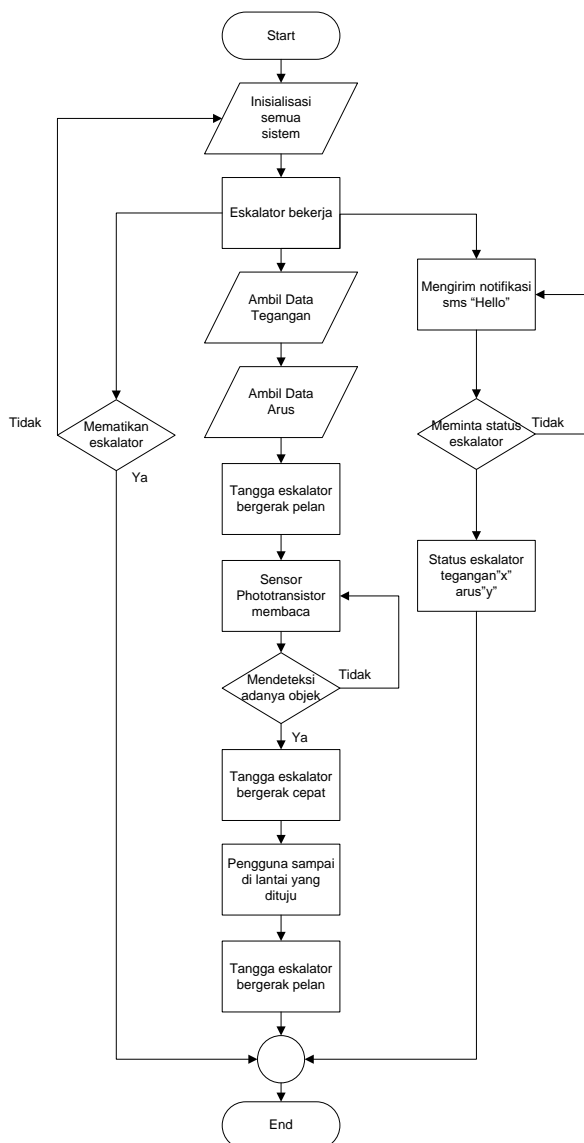 Start
Inisialisasi
semua
sistem
Eskalator bekerja
Ambil Data
Tegangan
Mengirim notifikasi
sms “Hello”
Ambil Data
Arus
Tidak
Mematikan
eskalator
Ya
Meminta status
eskalator
Tidak
Tangga eskalator
bergerak pelan
Status eskalator
tegangan”x”
arus”y”
Sensor
Phototransistor
membaca
Mendeteksi
adanya objek
Tidak
Ya
Tangga eskalator
bergerak cepat
Pengguna sampai
di lantai yang
dituju
Tangga eskalator
bergerak pelan
End